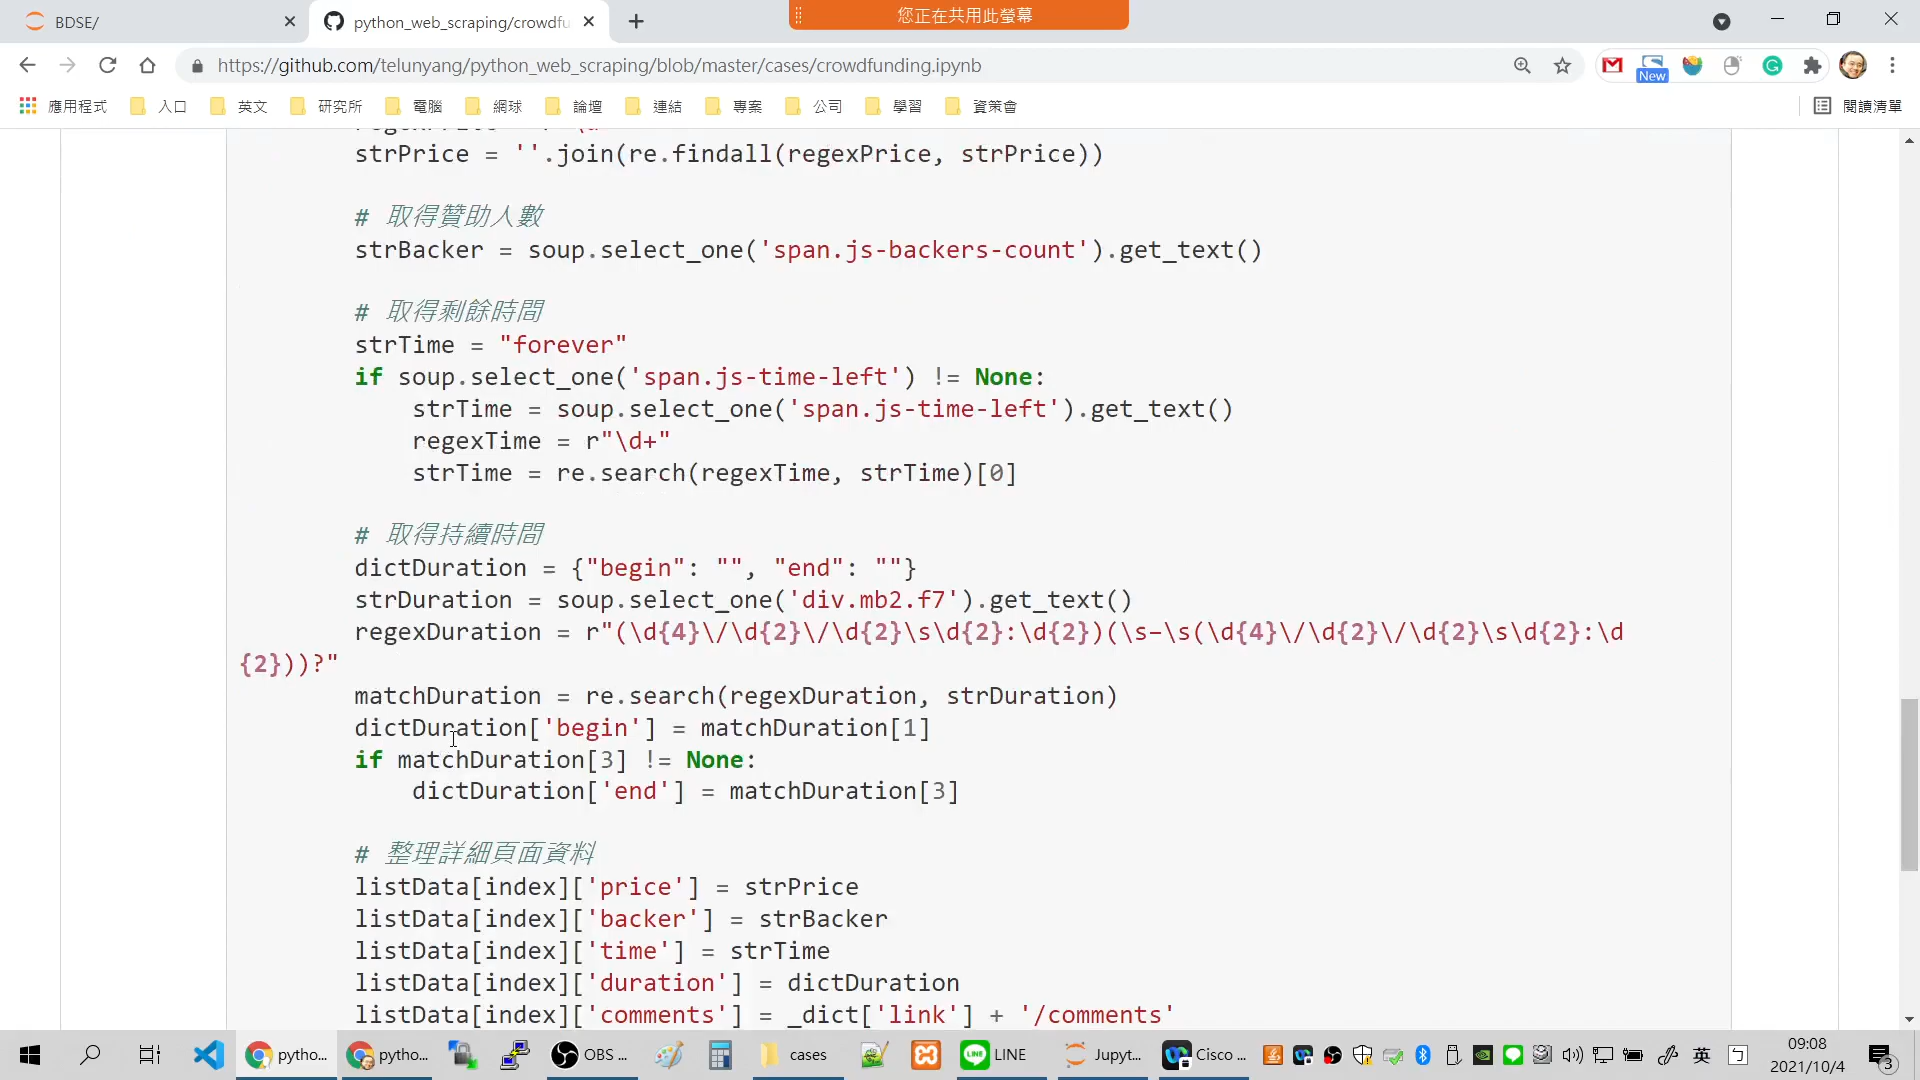 BDSE/
python_web_scraping/crowdfu
您正在共用此螢幕
https://github.com/telunyang/python_web_scraping/blob/master/cases/crowdfunding.ipynb
New
應用程式 入口 英文 研究所 電腦 網球 論壇 連結 專案 公司 學習 資策會 閱讀清單
strPrice = ''.join(re.findall(regexPrice, strPrice))
# 取得贊助人數
strBacker = soup.select_one('span.js-backers-count').get_text()
# 取得剩餘時間
strTime = "forever"
if soup.select_one('span.js-time-left') != None:
strTime = soup.select_one('span.js-time-left').get_text()
regexTime = r"\d+"
strTime = re.search(regexTime, strTime)[0]
# 取得持續時間
dictDuration = {"begin": "", "end": ""}
strDuration = soup.select_one('div.mb2.f7').get_text()
regexDuration = r"(\d{4}\/\d{2}\/\d{2}\s\d{2}:\d{2})(\s–\s(\d{4}\/\d{2}\/\d{2}\s\d{2}:\d
{2}))?"
matchDuration = re.search(regexDuration, strDuration)
dictDuration['begin'] = matchDuration[1]
if matchDuration[3] != None:
dictDuration['end'] = matchDuration[3]
# 整理詳細頁面資料
listData[index]['price'] = strPrice
listData[index]['backer'] = strBacker
listData[index]['time'] = strTime
listData[index]['duration'] = dictDuration
listData[index]['comments'] = _dict['link'] + '/comments'
pytho... pytho... OBS ... cases LINE Jupyt... Cisco ... 英
09:08
2021/10/4
3